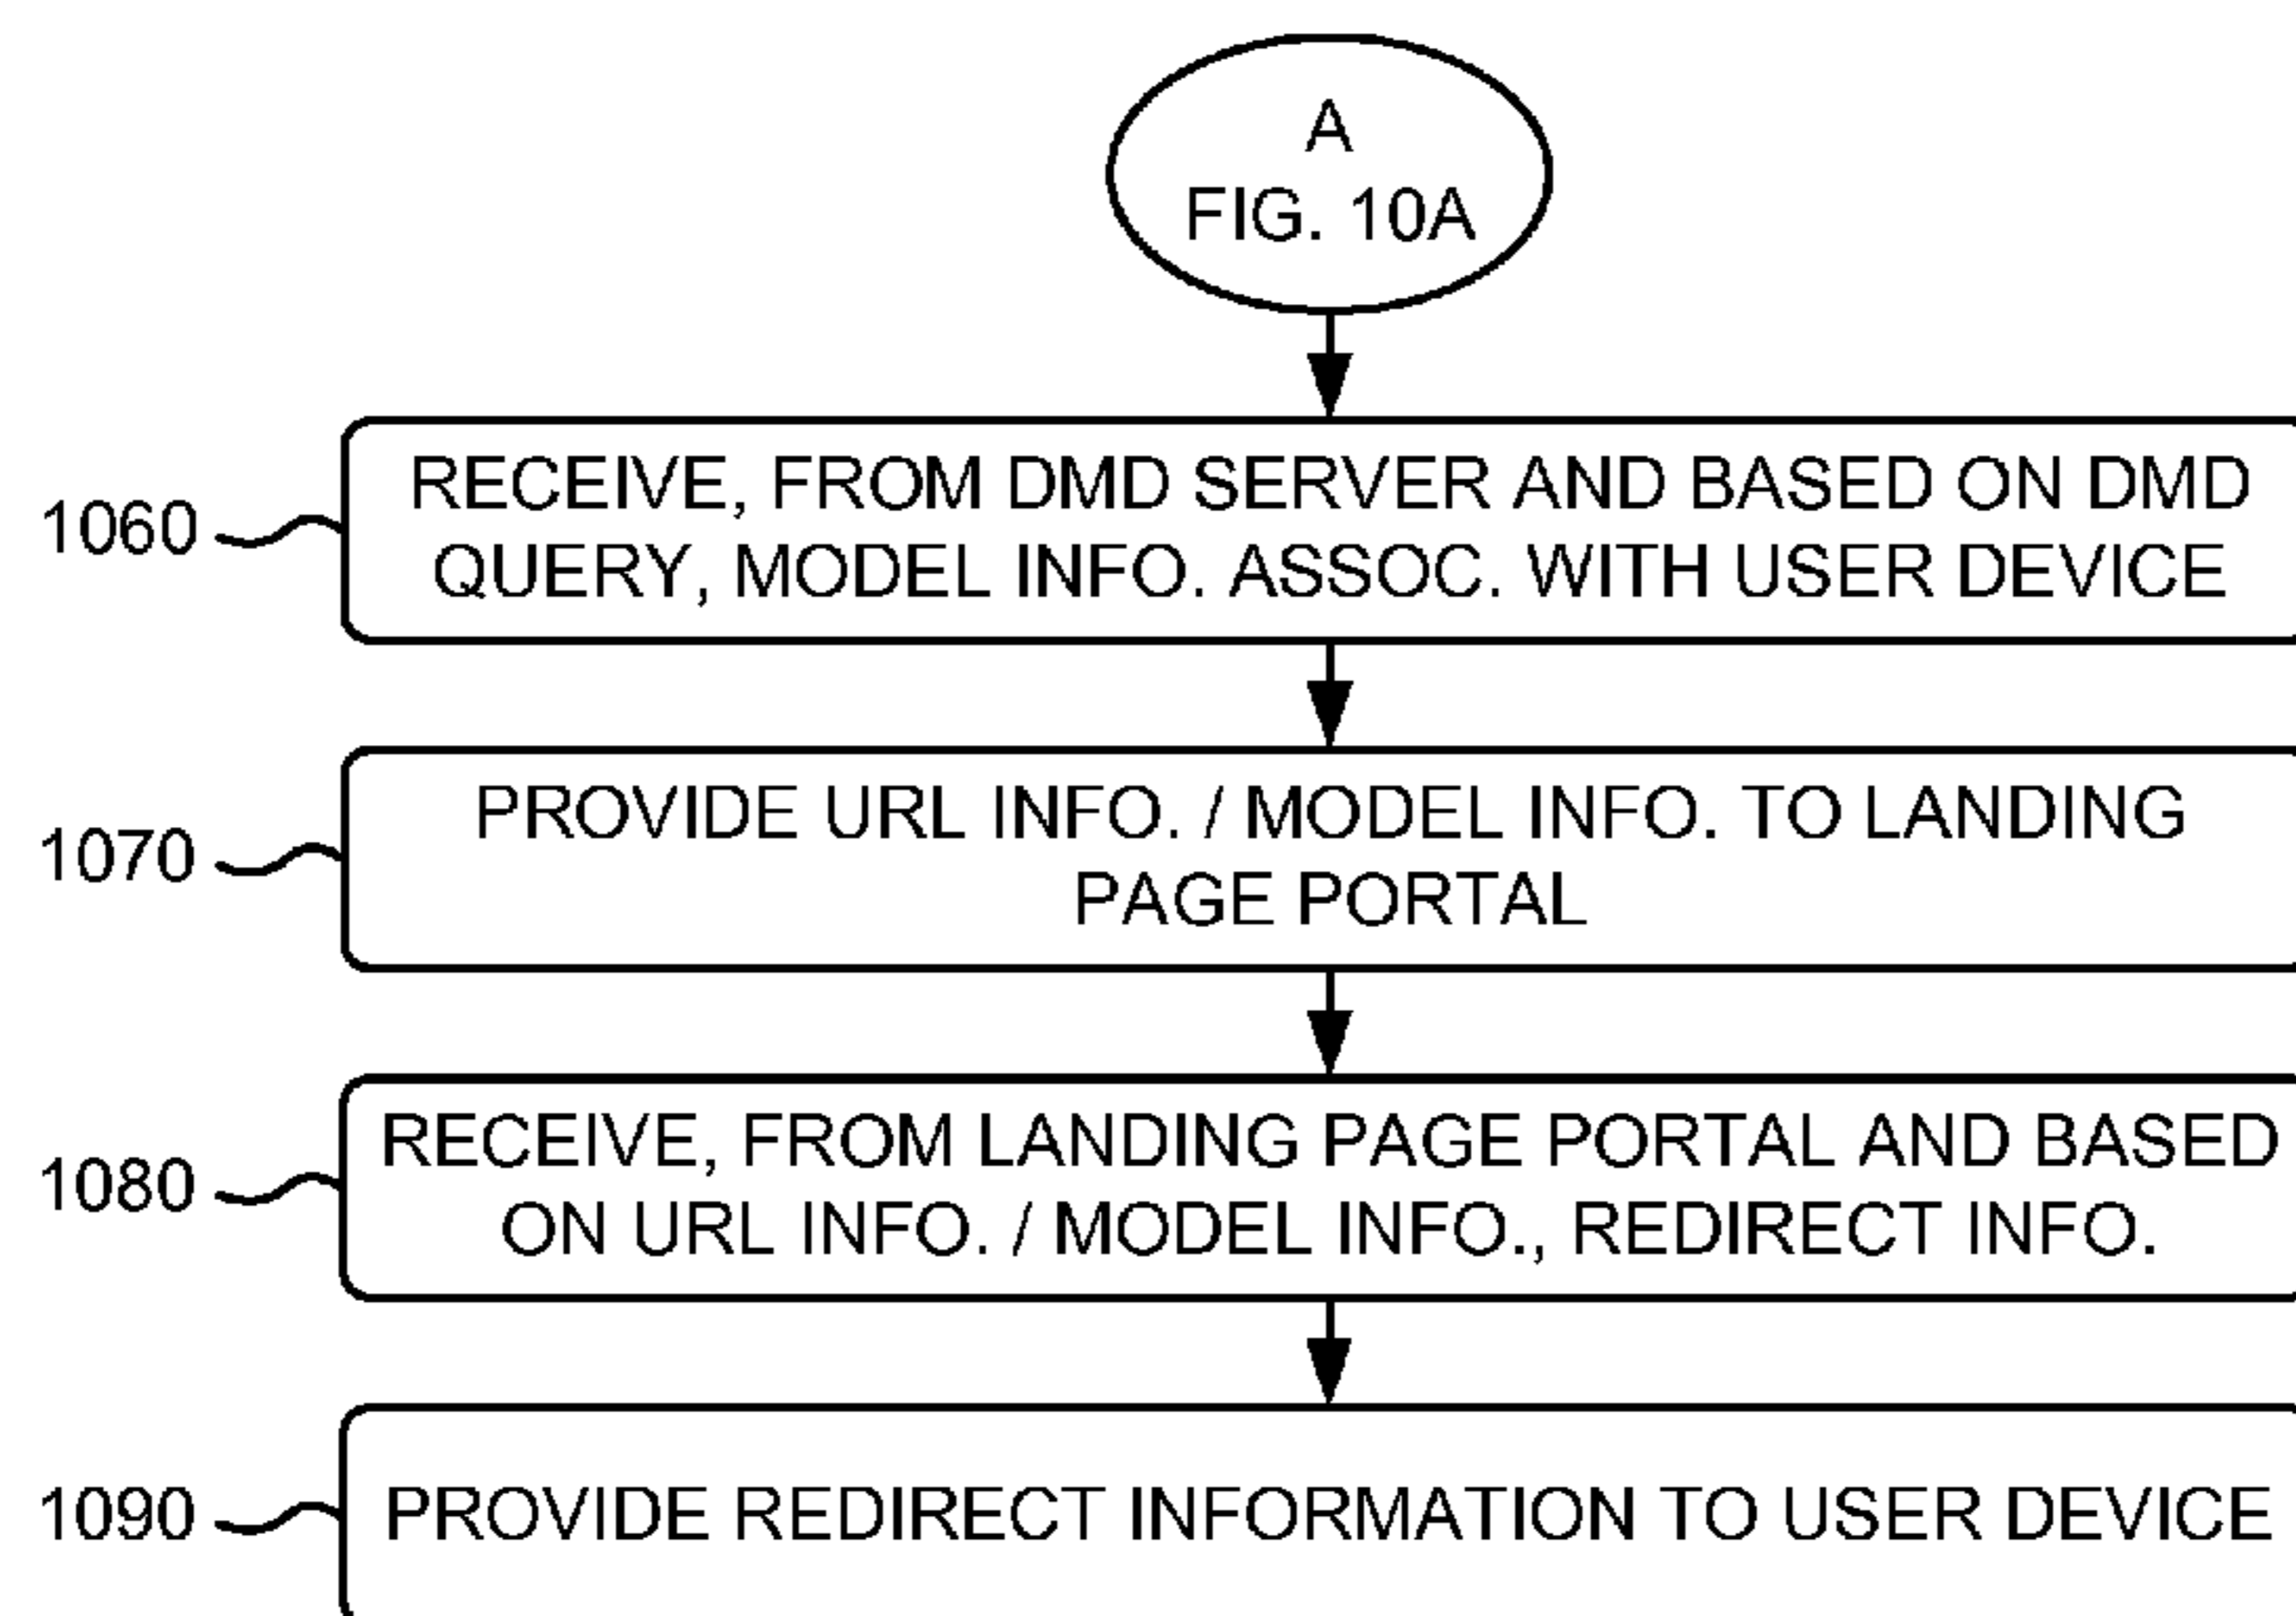 A
FIG. 10A
1060
RECEIVE, FROM DMD SERVER AND BASED ON DMD
QUERY, MODEL INFO. ASSOC. WITH USER DEVICE
1070
PROVIDE URL INFO. / MODEL INFO. TO LANDING
PAGE PORTAL
1080
RECEIVE, FROM LANDING PAGE PORTAL AND BASED
ON URL INFO. / MODEL INFO., REDIRECT INFO.
1090
PROVIDE REDIRECT INFORMATION TO USER DEVICE